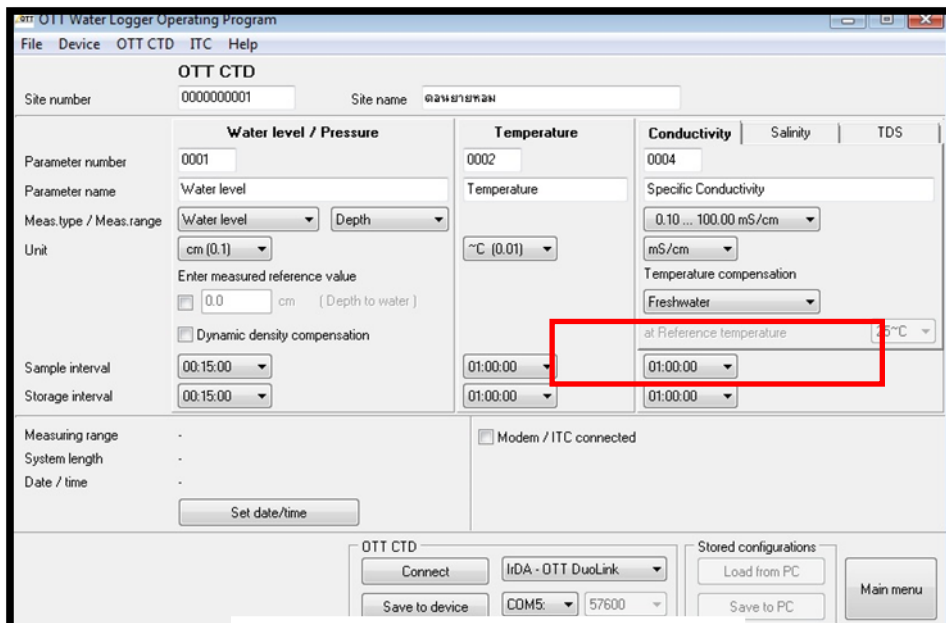 OTT OTT Water Logger Operating Program
File Device OTT CTD ITC Help
OTT CTD
Site number 0000000001 Site name ดอนยายหอม
Water level / Pressure Temperature Conductivity Salinity TDS
Parameter number 0001 0002 0004
Parameter name Water level Temperature Specific Conductivity
Meas.type / Meas.range Water level Depth 0.10 ... 100.00 mS/cm
Unit cm (0.1) ~C (0.01) mS/cm
Enter measured reference value Temperature compensation
0.0 cm ( Depth to water ) Freshwater
Dynamic density compensation at Reference temperature 25~C
Sample interval 00:15:00 01:00:00 01:00:00
Storage interval 00:15:00 01:00:00 01:00:00
Measuring range - Modem / ITC connected
System length -
Date / time -
Set date/time
OTT CTD Stored configurations
Connect IrDA - OTT DuoLink Load from PC
Main menu
Save to device COM5: 57600 Save to PC